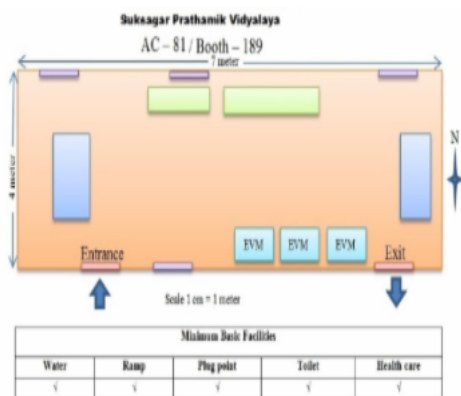 Suksagar Prathamik Vidyalaya
AC – 81 / Booth – 189
7 meter
4 meter
N
EVM EVM EVM
Entrance
Exit
Scale 1 cm = 1 meter
Minimum Basic Facilities
Water Ramp Plug point Toilet Health care
√ √ √ √ √